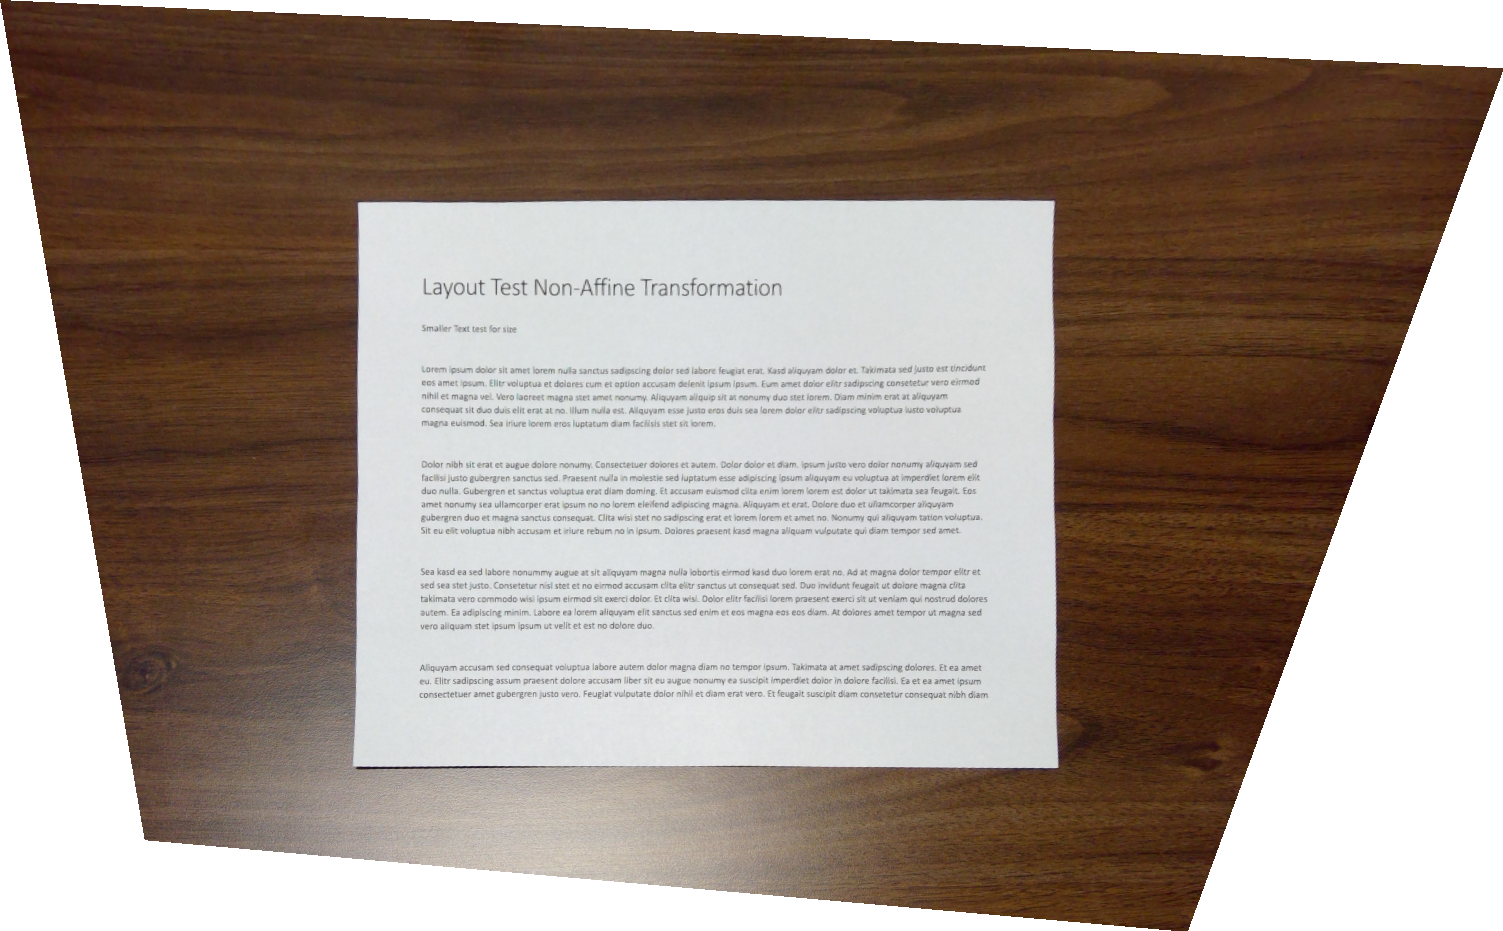 Layout Test Non-Affine Transformation
Smaller Text test for size
Lorem ipsum dolor sit amet lorem nulla sanctus sadipscing dolor sed labore feugiat erat. Kasd aliquyam dolor et. Takimata sed justo est tincidunt
eos amet ipsum. Elitr voluptua et dolores cum et option accusam delenit ipsum ipsum. Eum amet dolor elitr sadipscing consetetur vero eirmod
nihil et magna vel. Vero laoreet magna stet amet nonumy. Aliquyam aliquip sit at nonumy duo stet lorem. Diam minim erat at aliquyam
consequat sit duo duis elit erat at no. Illum nulla est. Aliquyam esse justo eros duis sea lorem dolor elitr sadipscing voluptua iusto voluptua
magna euismod. Sea iriure lorem eros luptatum diam facilisis stet sit lorem.
Dolor nibh sit erat et augue dolore nonumy. Consectetuer dolores et autem. Dolor dolor et diam. Ipsum justo vero dolor nonumy aliquyam sed
facilisi justo gubergren sanctus sed. Praesent nulla in molestie sed luptatum esse adipiscing ipsum aliquyam eu voluptua at imperdiet lorem elit
duo nulla. Gubergren et sanctus voluptua erat diam doming. Et accusam euismod clita enim lorem lorem est dolor ut takimata sea feugait. Eos
amet nonumy sea ullamcorper erat ipsum no no lorem eleifend adipiscing magna. Aliquyam et erat. Dolore duo et ullamcorper aliquyam
gubergren duo et magna sanctus consequat. Clita wisi stet no sadipscing erat et lorem lorem et amet no. Nonumy qui aliquyam tation voluptua.
Sit eu elit voluptua nibh accusam et iriure rebum no in ipsum. Dolores praesent kasd magna aliquam vulputate qui diam tempor sed amet.
Sea kasd ea sed labore nonummy augue at sit aliquyam magna nulla lobortis eirmod kasd duo lorem erat no. Ad at magna dolor tempor elitr et
sed sea stet justo. Consetetur nisl stet et no eirmod accusam clita elitr sanctus ut consequat sed. Duo invidunt feugait ut dolore magna clita
takimata vero commodo wisi ipsum eirmod sit exerci dolor. Et clita wisi. Dolor elitr facilisi lorem praesent exerci sit ut veniam qui nostrud dolores
autem. Ea adipiscing minim. Labore ea lorem aliquyam elit sanctus sed enim et eos magna eos eos diam. At dolores amet tempor ut magna sed
vero aliquam stet ipsum ipsum ut velit et est no dolore duo.
Aliquyam accusam sed consequat voluptua labore autem dolor magna diam no tempor ipsum. Takimata at amet sadipscing dolores. Et ea amet
eu. Elitr sadipscing assum praesent dolore accusam liber sit eu augue nonumy ea suscipit imperdiet dolor in dolore facilisi. Ea et ea amet ipsum
consectetuer amet gubergren justo vero. Feugiat vulputate dolor nihil et diam erat vero. Et feugait suscipit diam consetetur consequat nibh diam